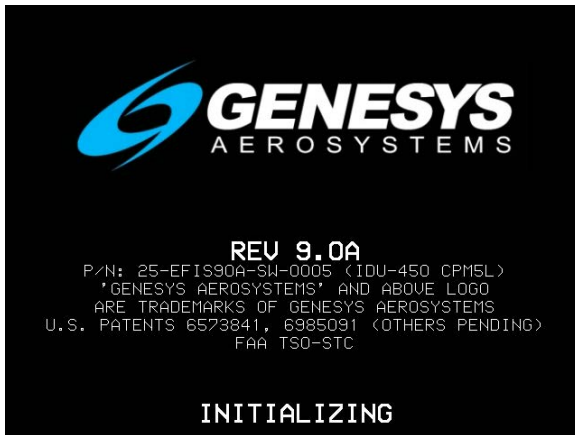 GENESYS
AEROSYSTEMS
REV 9.0A
P/N: 25-EFIS90A-SW-0005 (IDU-450 CPM5L)
'GENESYS AEROSYSTEMS' AND ABOVE LOGO
ARE TRADEMARKS OF GENESYS AEROSYSTEMS
U.S. PATENTS 6573841, 6985091 (OTHERS PENDING)
FAA TSO-STC
INITIALIZING